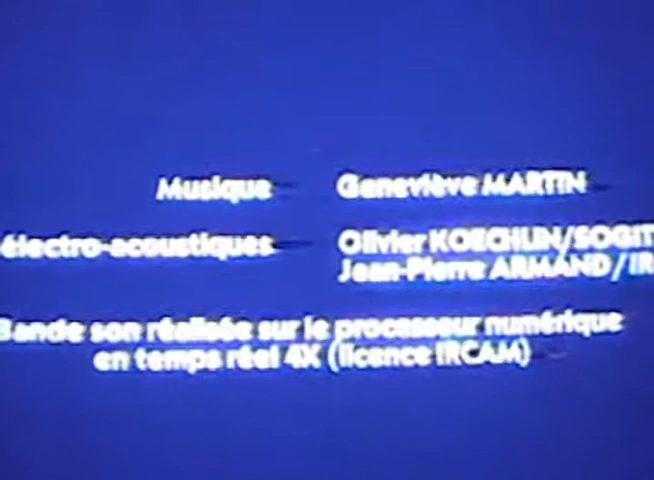 Musique Geneviève MARTIN
électro-acoustiques Olivier KOECHLIN/SOGIT
Jean-Pierre ARMAND/IR
Bande son réalisée sur le processeur numérique
en temps réel 4X (licence IRCAM)